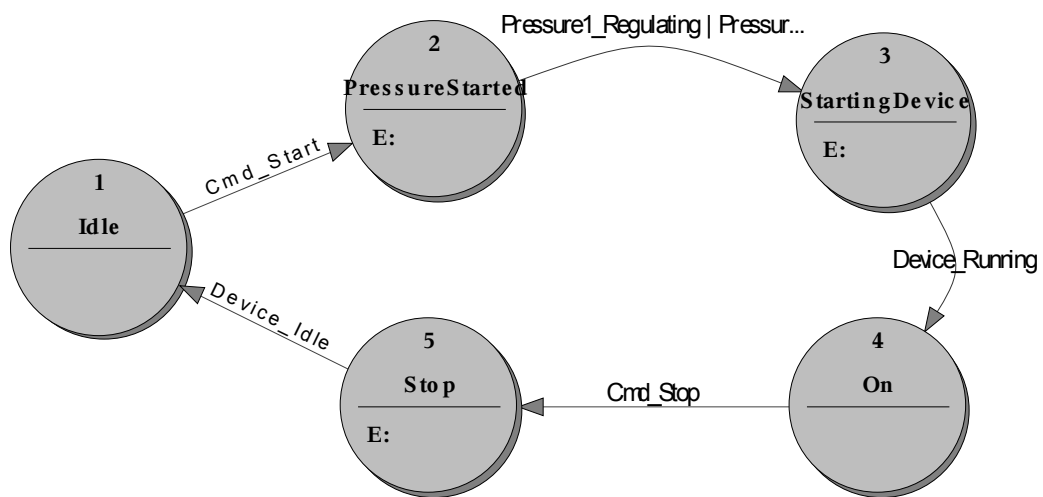 2
PressureStarted
E:
Pressure1_Regulating | Pressur...
3
StartingDevice
E:
Cmd_Start
1
Idle
Device_Running
Device_Idle
5
Stop
E:
Cmd_Stop
4
On